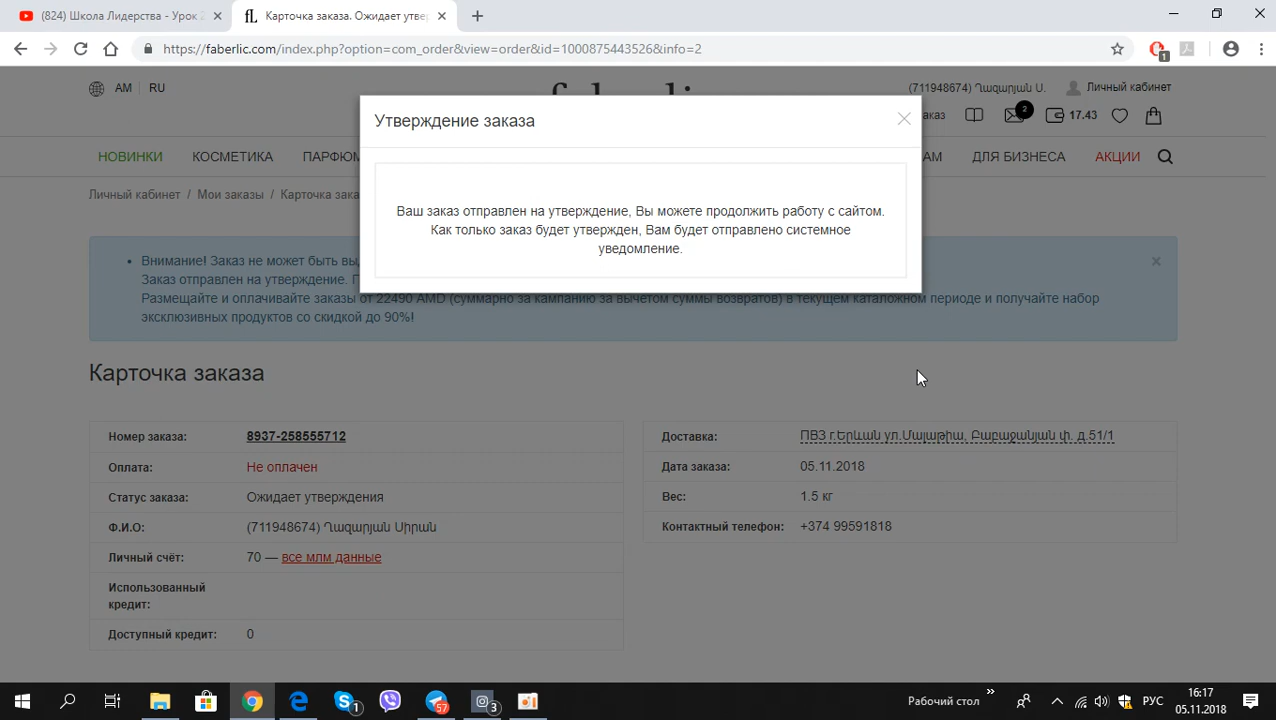 (824) Школа Лидерства - Урок
Карточка заказа. Ожидает утве
https://faberlic.com/index.php?option=com_order&view=order&id=1000875443526&info=2
1
AM RU
(711948674) Ղազարյան Ս.
Личный кабинет
2
17.43
НОВИНКИ КОСМЕТИКА
ДЛЯ БИЗНЕСА АКЦИИ
Личный кабинет / Мои заказы / Карточка
Утверждение заказа
Ваш заказ отправлен на утверждение, Вы можете продолжить работу с сайтом.
Как только заказ будет утвержден, Вам будет отправлено системное
уведомление.
• Внимание! Заказ не может быть
Заказ отправлен на утверждение.
Размещайте и оплачивайте заказы от 22490 AMD (суммарно за кампанию за вычетом суммы возвратов) в текущем каталожном периоде и получайте набор
эксклюзивных продуктов со скидкой до 90%!
Карточка заказа
Номер заказа: 8937-258555712
Оплата: Не оплачен
Статус заказа: Ожидает утверждения
Ф.И.О: (711948674) Ղազարյան Սիրան
Личный счёт: 70 — все млм данные
Использованный
кредит:
Доступный кредит: 0
Доставка: ПВЗ г.Երևան ул.Մալաթիա, Բաբաջանյան փ. д.51/1
Дата заказа: 05.11.2018
Вес: 1.5 кг
Контактный телефон: +374 99591818
1
57
3
Рабочий стол
РУС
16:17
05.11.2018